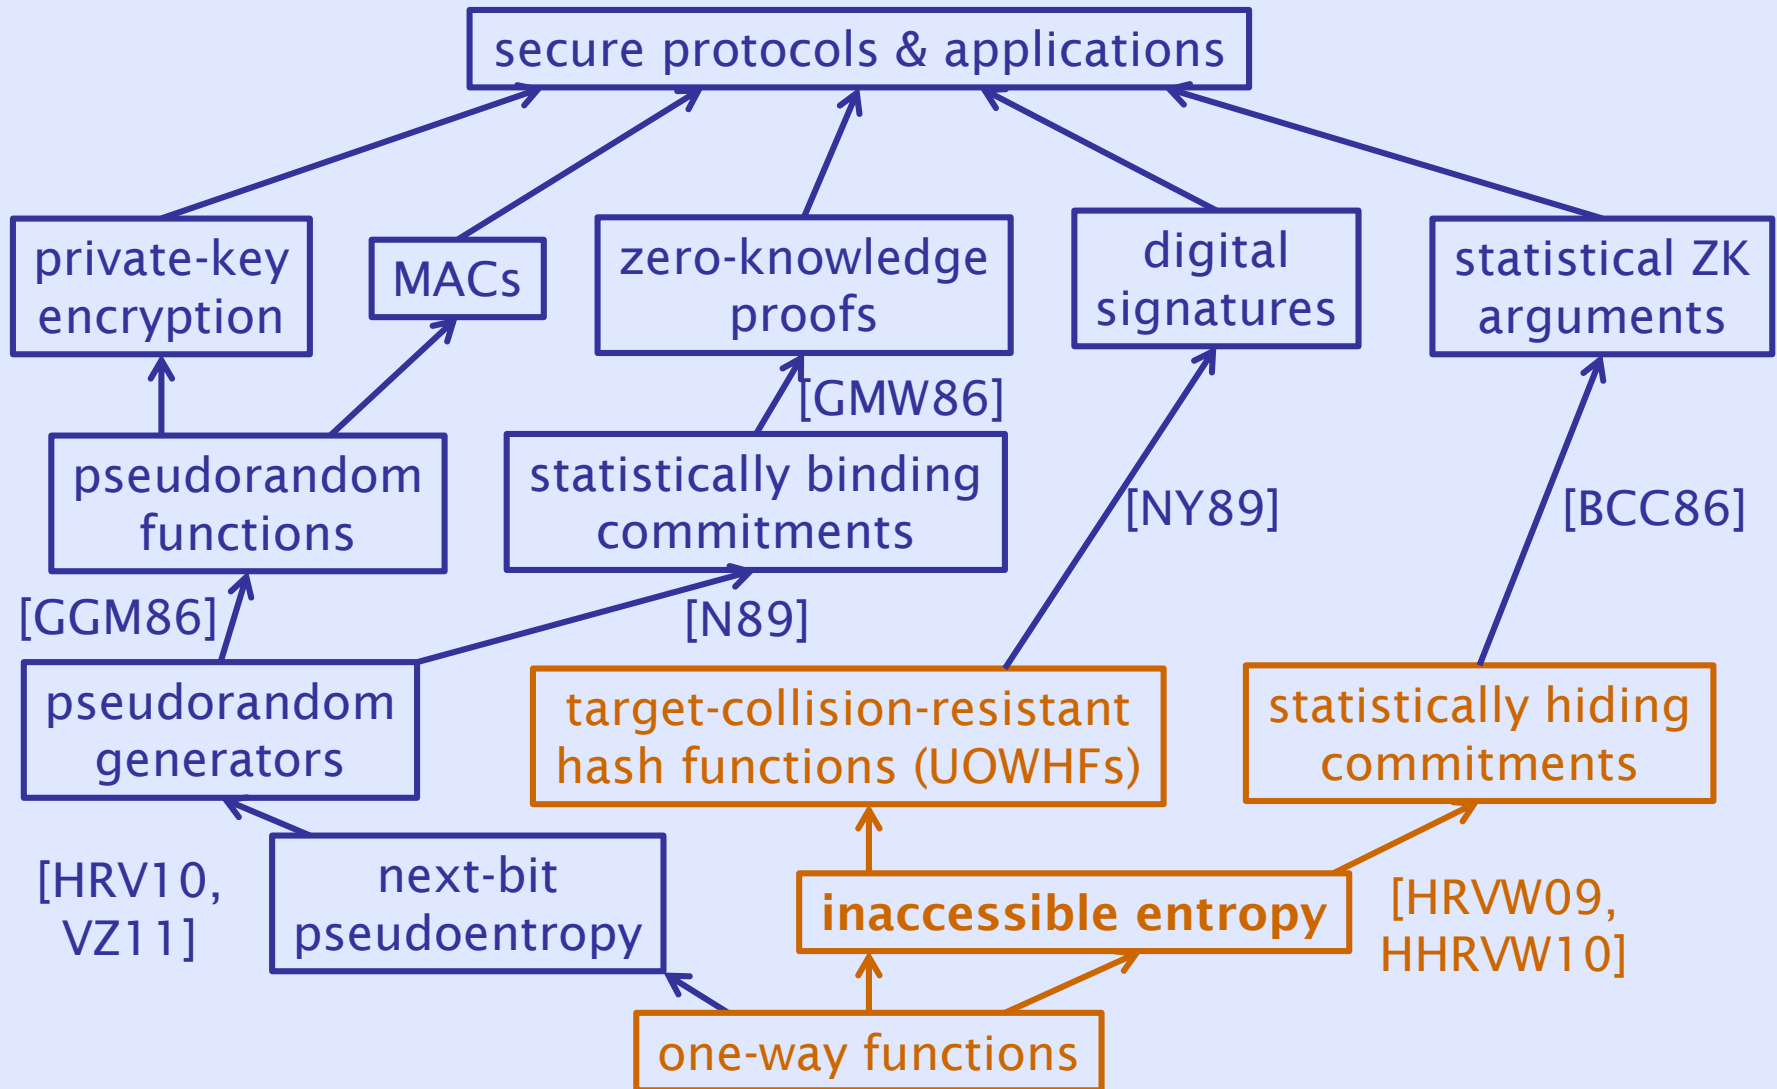 secure protocols & applications
private-key
encryption
MACs
zero-knowledge
proofs
digital
signatures
statistical ZK
arguments
[GMW86]
pseudorandom
functions
statistically binding
commitments
[NY89]
[BCC86]
[GGM86]
[N89]
pseudorandom
generators
target-collision-resistant
hash functions (UOWHFs)
statistically hiding
commitments
[HRV10,
VZ11]
next-bit
pseudoentropy
inaccessible entropy
[HRVW09,
HHRVW10]
one-way functions